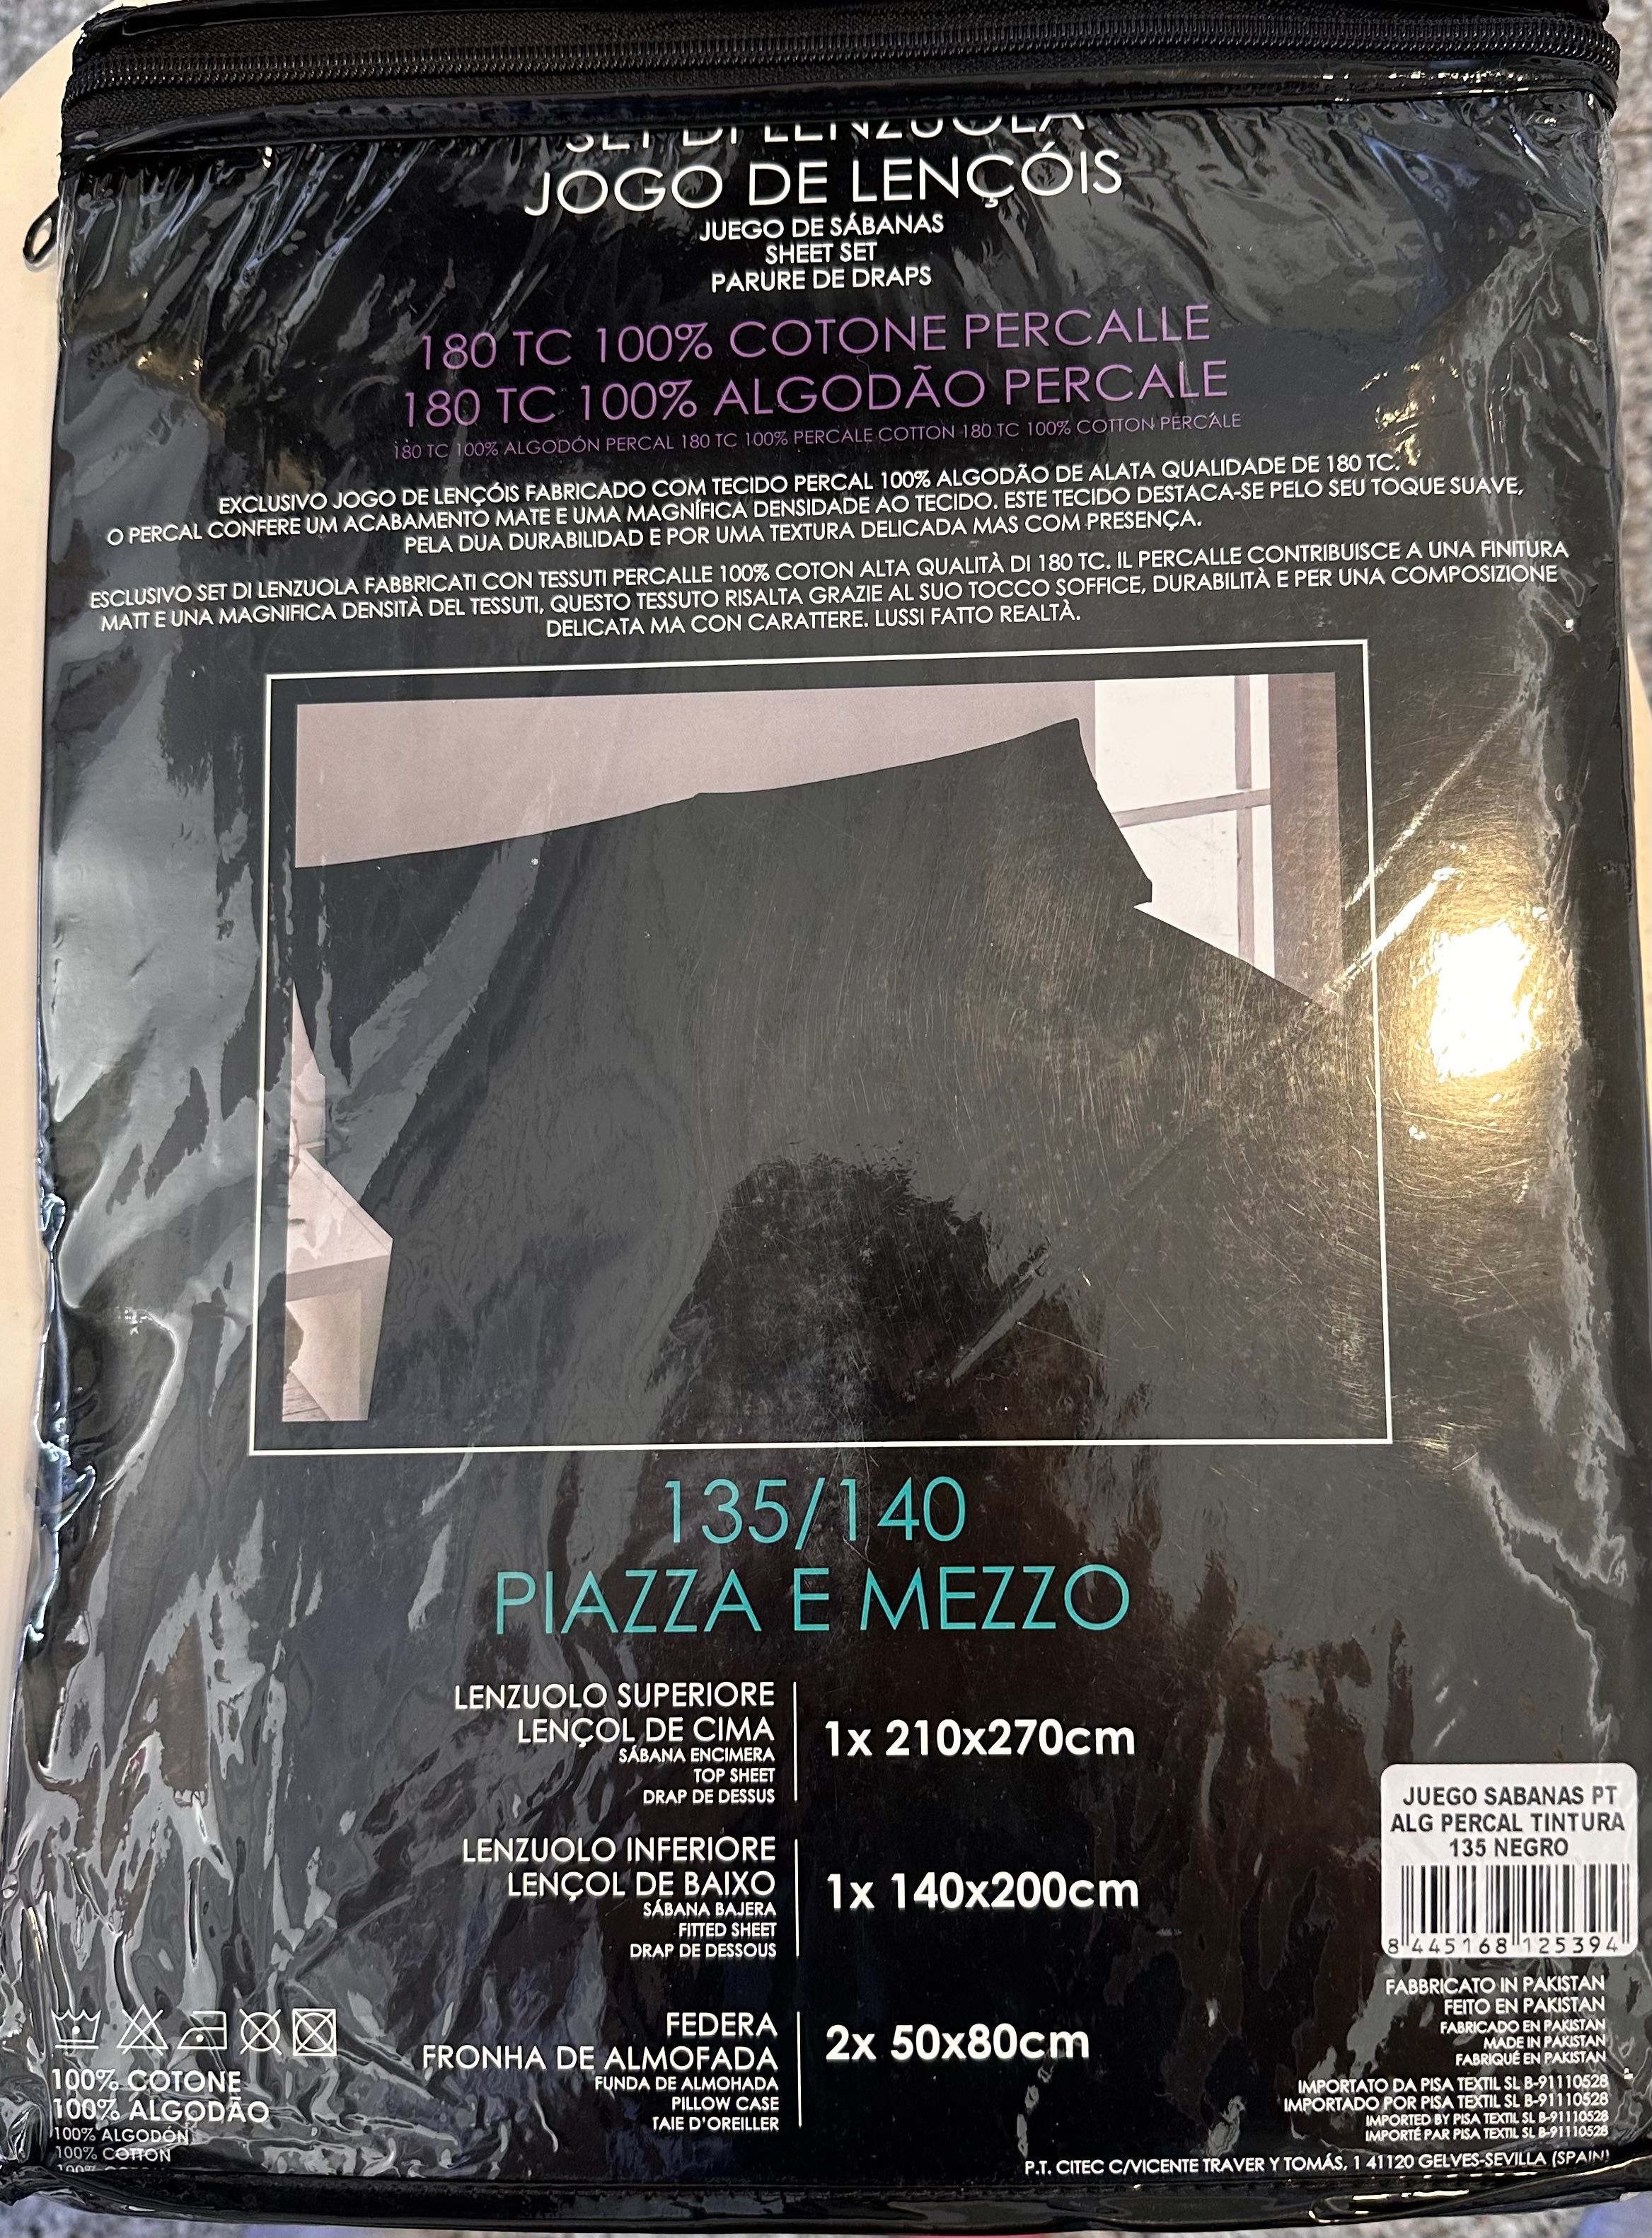 SET DI LENZUOLA
JOGO DE LENÇÓIS
JUEGO DE SÁBANAS
SHEET SET
PARURE DE DRAPS
180 TC 100% COTONE PERCALLE
180 TC 100% ALGODÃO PERCALE
180 TC 100% ALGODÓN PERCAL 180 TC 100% PERCALE COTTON 180 TC 100% COTTON PERCALE
EXCLUSIVO JOGO DE LENÇÓIS FABRICADO COM TECIDO PERCAL 100% ALGODÃO DE ALATA QUALIDADE DE 180 TC.
O PERCAL CONFERE UM ACABAMENTO MATE E UMA MAGNÍFICA DENSIDADE AO TECIDO. ESTE TECIDO DESTACA-SE PELO SEU TOQUE SUAVE,
PELA DUA DURABILIDAD E POR UMA TEXTURA DELICADA MAS COM PRESENÇA.
ESCLUSIVO SET DI LENZUOLA FABBRICATI CON TESSUTI PERCALLE 100% COTON ALTA QUALITÀ DI 180 TC. IL PERCALLE CONTRIBUISCE A UNA FINITURA
MATT E UNA MAGNIFICA DENSITÀ DEL TESSUTI, QUESTO TESSUTO RISALTA GRAZIE AL SUO TOCCO SOFFICE, DURABILITÀ E PER UNA COMPOSIZIONE
DELICATA MA CON CARATTERE. LUSSI FATTO REALTÀ.
135/140
PIAZZA E MEZZO
LENZUOLO SUPERIORE
LENÇOL DE CIMA
SÁBANA ENCIMERA
TOP SHEET
DRAP DE DESSUS
1x 210x270cm
LENZUOLO INFERIORE
LENÇOL DE BAIXO
SÁBANA BAJERA
FITTED SHEET
DRAP DE DESSOUS
1x 140x200cm
FEDERA
FRONHA DE ALMOFADA
FUNDA DE ALMOHADA
PILLOW CASE
TAIE D'OREILLER
2x 50x80cm
100% COTONE
100% ALGODÃO
100% ALGODÓN
100% COTTON
JUEGO SABANAS PT
ALG PERCAL TINTURA
135 NEGRO
8 445168 125394
FABBRICATO IN PAKISTAN
FEITO EN PAKISTAN
FABRICADO EN PAKISTAN
MADE IN PAKISTAN
FABRIQUÉ EN PAKISTAN
IMPORTATO DA PISA TEXTIL SL B-91110528
IMPORTADO POR PISA TEXTIL SL B-91110528
IMPORTED BY PISA TEXTIL SL B-91110528
IMPORTÉ PAR PISA TEXTIL SL B-91110528
P.T. CITEC C/VICENTE TRAVER Y TOMÁS, 1 41120 GELVES-SEVILLA (SPAIN)